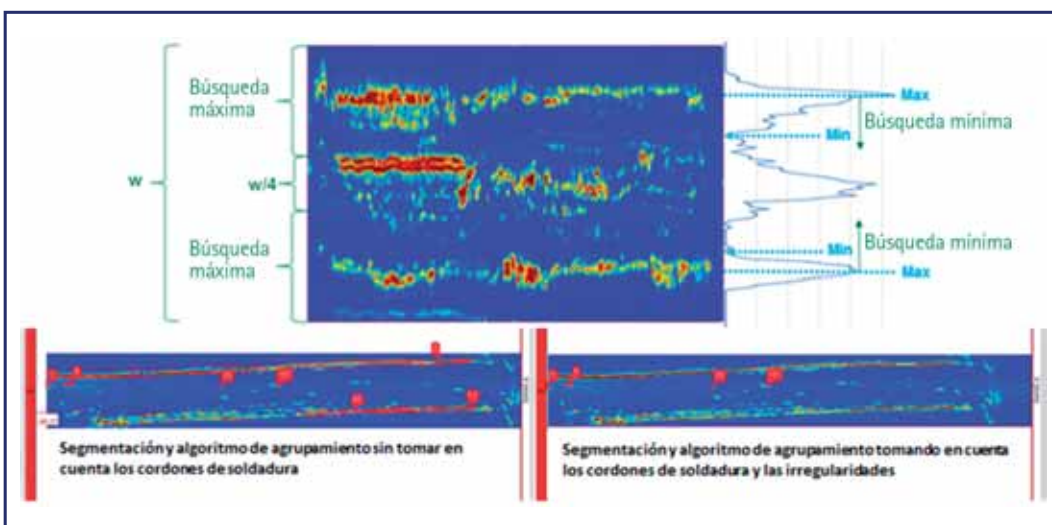 Búsqueda
máxima
w
w/4
Búsqueda
máxima
Max
Búsqueda mínima
Min
Búsqueda mínima
Min
Max
Segmentación y algoritmo de agrupamiento sin tomar en
cuenta los cordones de soldadura
Segmentación y algoritmo de agrupamiento tomando en cuenta
los cordones de soldadura y las irregularidades